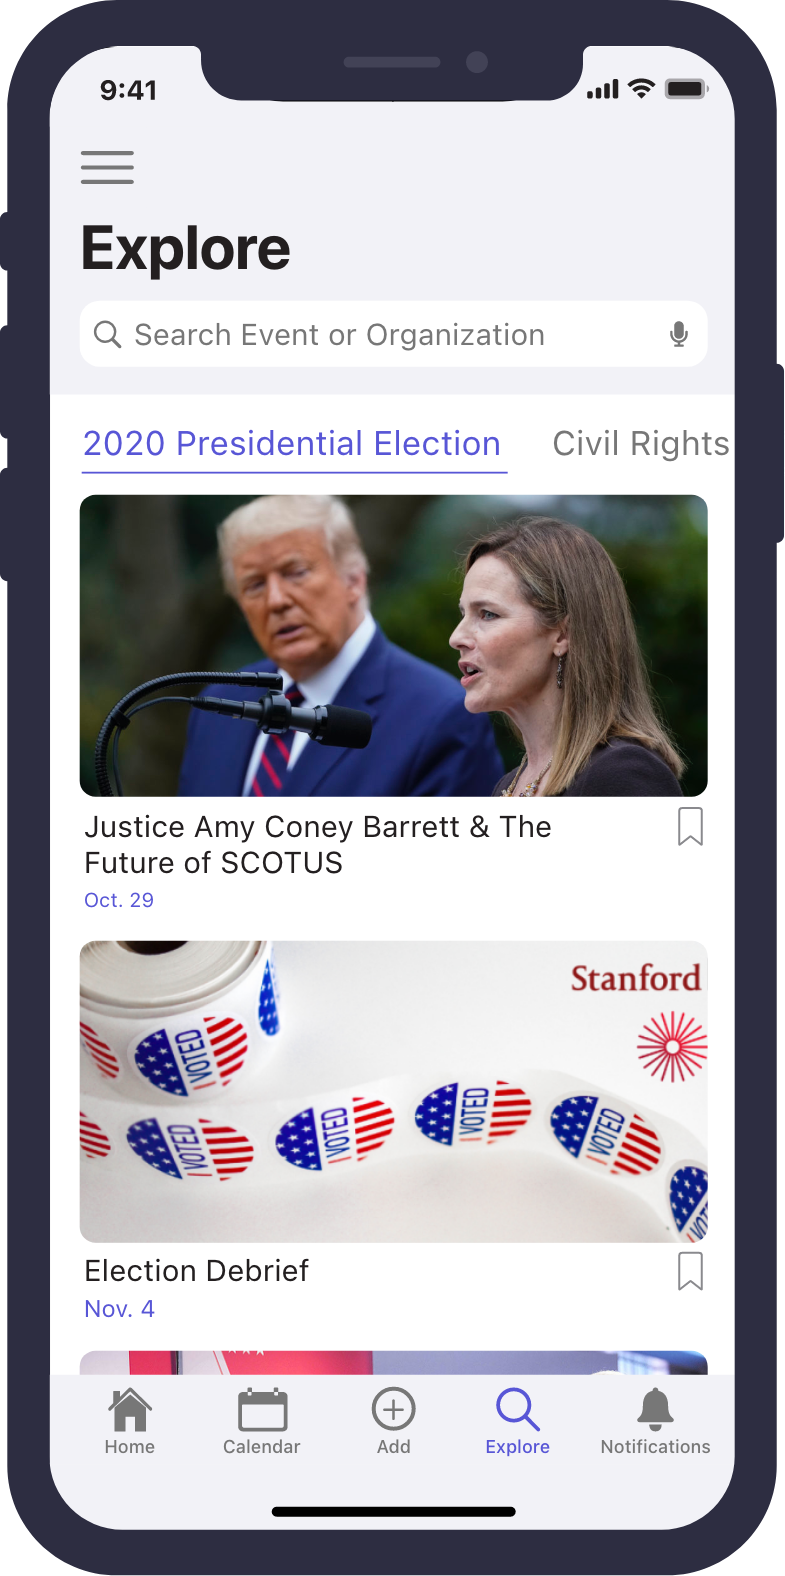 9:41
Explore
Search Event or Organization
2020 Presidential Election
Civil Rights
Justice Amy Coney Barrett & The
Future of SCOTUS
Oct. 29
Stanford
I VOTED
I VOTED
I VOTED
I VOTED
I VOTED
Election Debrief
Nov. 4
Home
Calendar
Add
Explore
Notifications